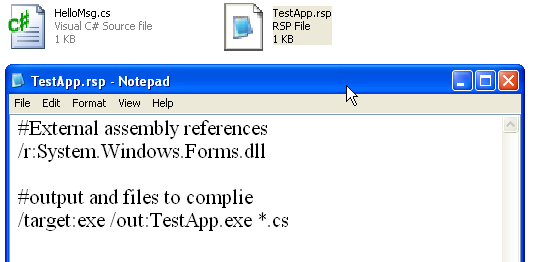 HelloMsg.cs
Visual C# Source file
1 KB
TestApp.rsp
RSP File
1 KB
TestApp.rsp - Notepad
File Edit Format View Help
#External assembly references
/r:System.Windows.Forms.dll
#output and files to complie
/target:exe /out:TestApp.exe *.cs